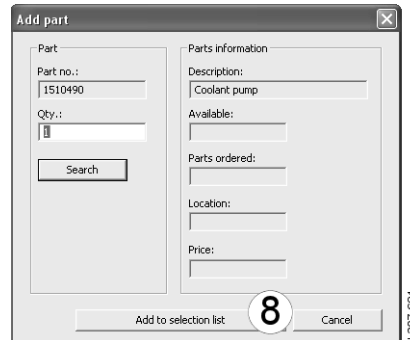 Add part
Part
Part no.:
1510490
Qty.:
1
Search
Parts information
Description:
Coolant pump
Available:
Parts ordered:
Location:
Price:
Add to selection list
8
Cancel